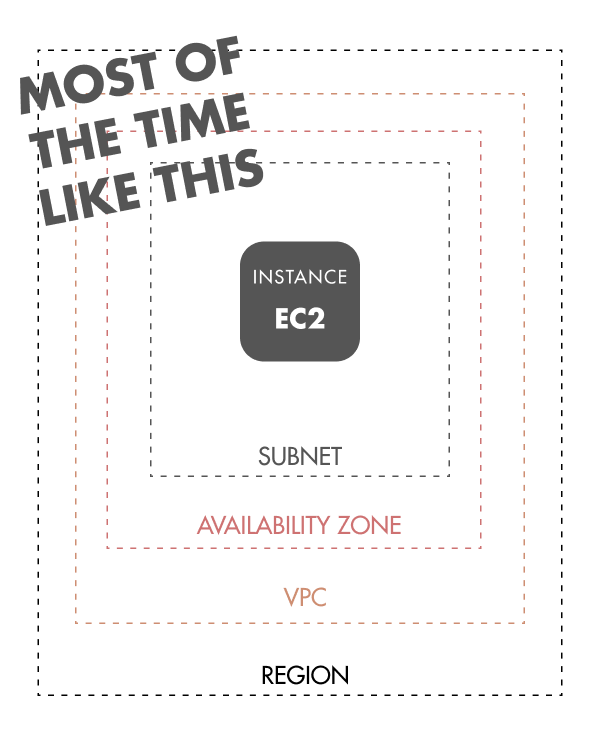 MOST OF
THE TIME
LIKE THIS
INSTANCE
EC2
SUBNET
AVAILABILITY ZONE
VPC
REGION